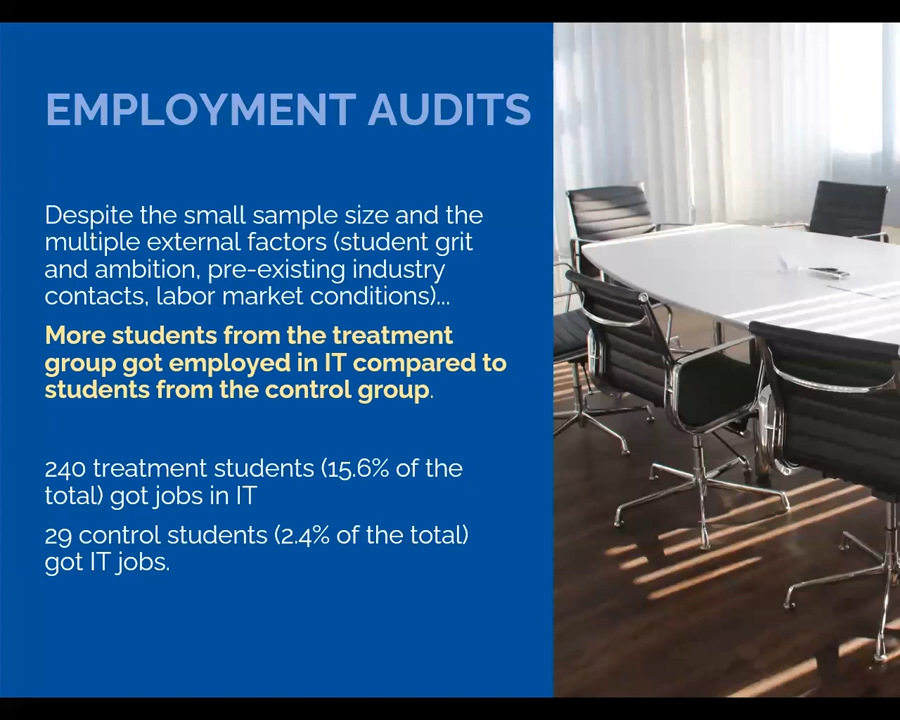 EMPLOYMENT AUDITS
Despite the small sample size and the
multiple external factors (student grit
and ambition, pre-existing industry
contacts, labor market conditions)...
More students from the treatment
group got employed in IT compared to
students from the control group.
240 treatment students (15.6% of the
total) got jobs in IT
29 control students (2.4% of the total)
got IT jobs.